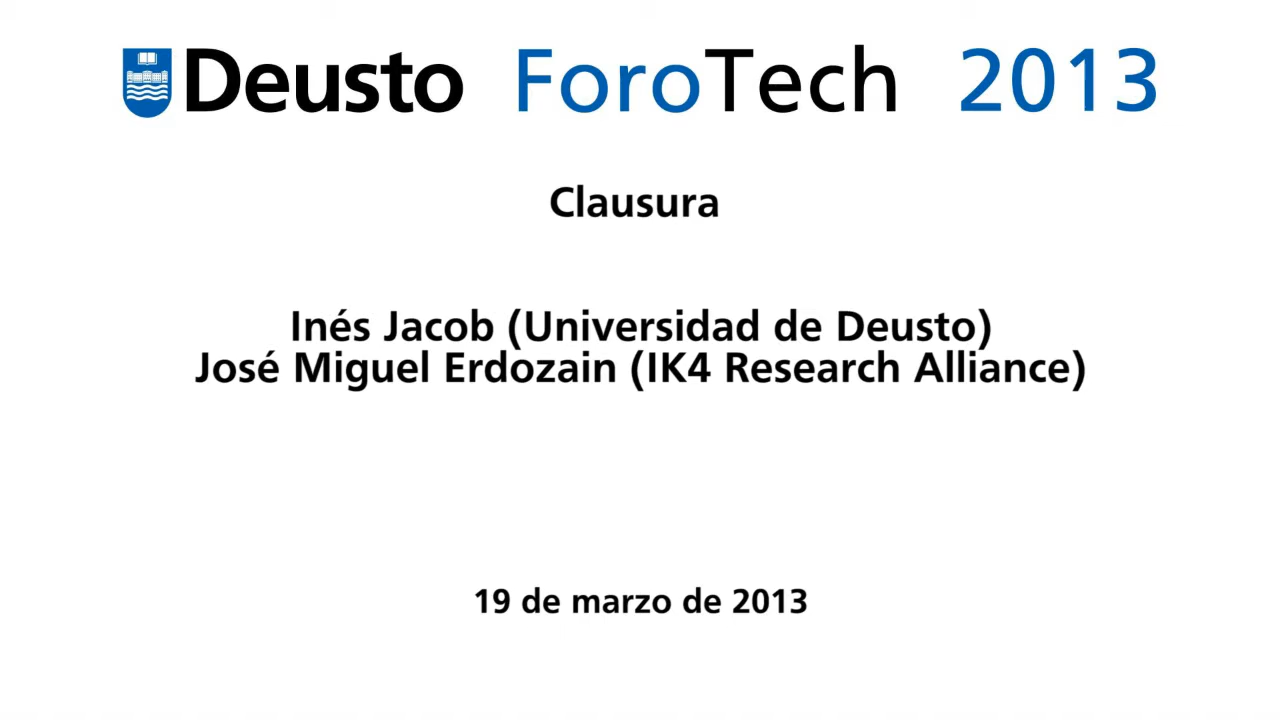 Deusto ForoTech 2013
Clausura
Inés Jacob (Universidad de Deusto)
José Miguel Erdozain (IK4 Research Alliance)
19 de marzo de 2013